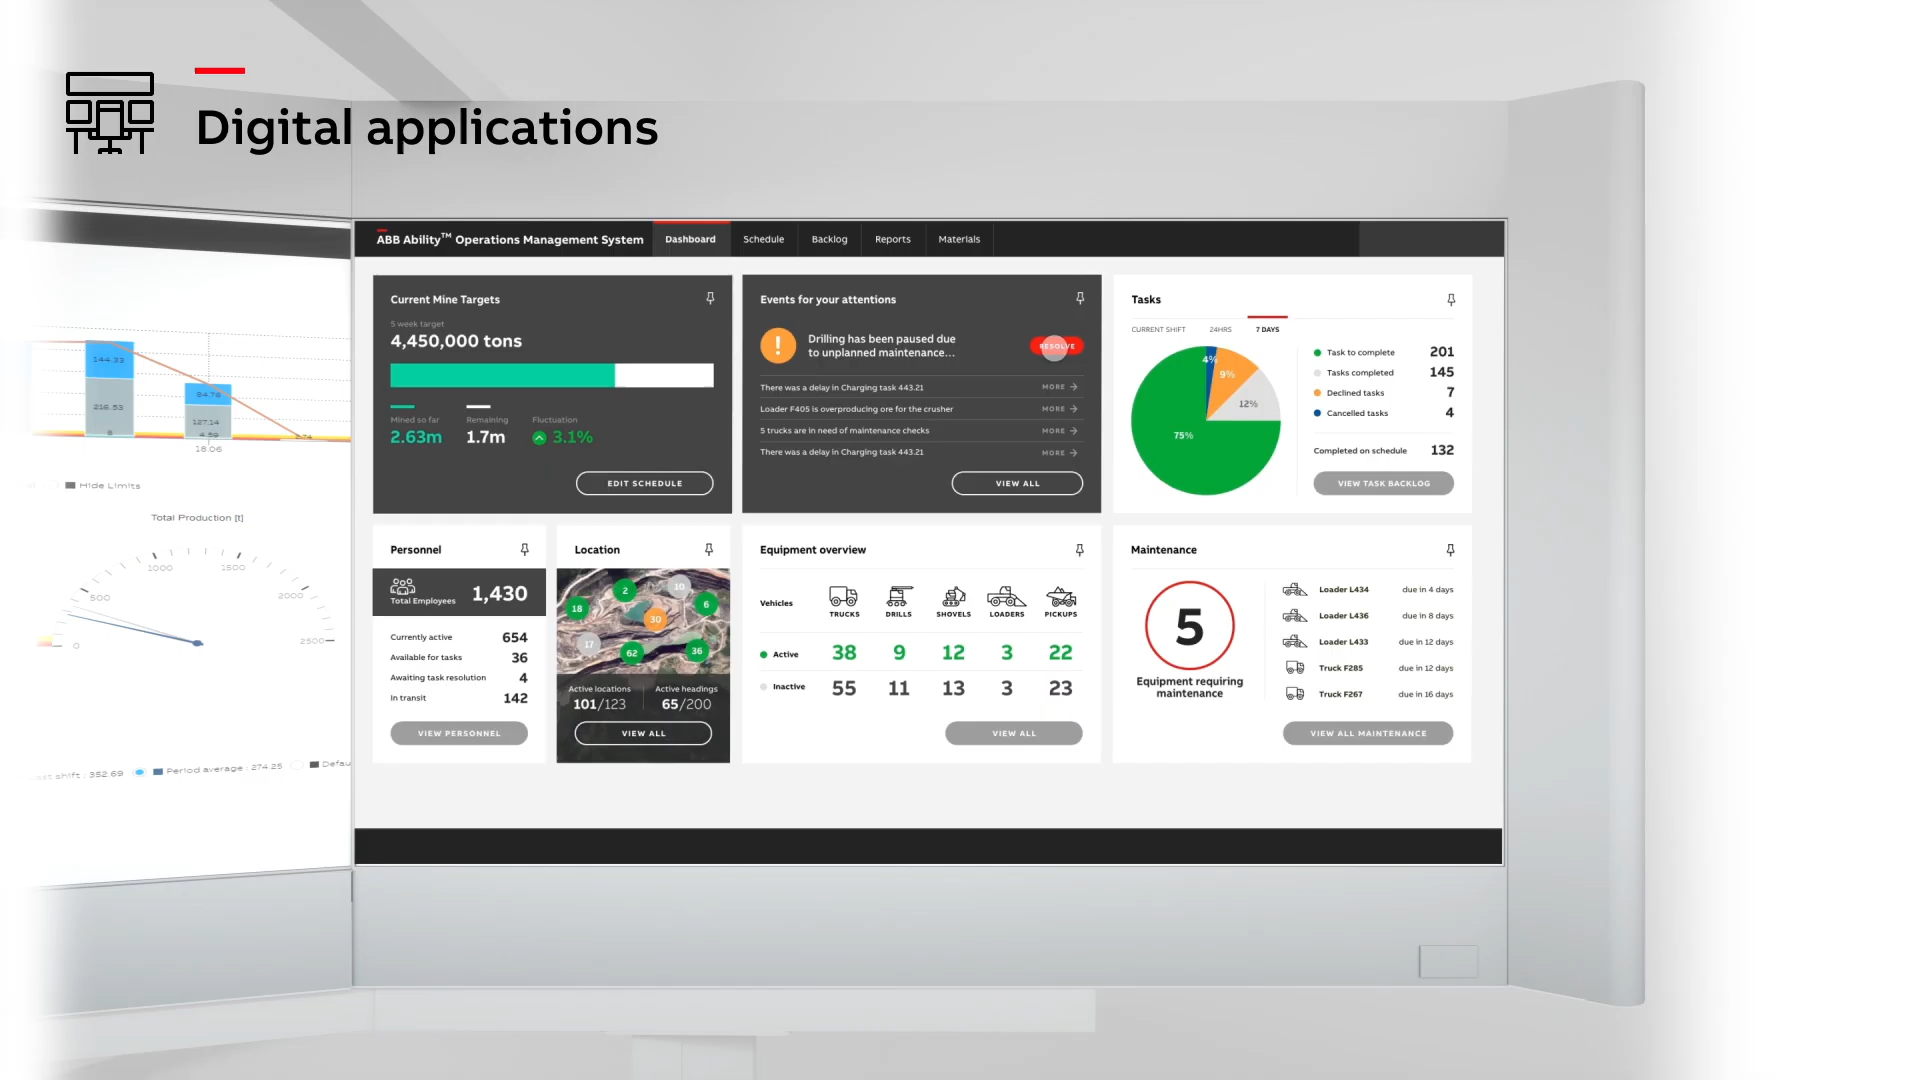 Digital applications
ABB Ability™ Operations Management System
Dashboard
Schedule
Backlog
Reports
Materials
Current Mine Targets
5 week target
4,450,000 tons
Mined so far
2.63m
Remaining
1.7m
Fluctuation
3.1%
EDIT SCHEDULE
Events for your attentions
!
Drilling has been paused due
to unplanned maintenance...
RESOLVE
There was a delay in Charging task 443.21
MORE
Loader F405 is overproducing ore for the crusher
MORE
5 trucks are in need of maintenance checks
MORE
There was a delay in Charging task 443.21
MORE
VIEW ALL
Tasks
CURRENT SHIFT
24HRS
7 DAYS
4%
9%
12%
75%
Task to complete 201
Tasks completed 145
Declined tasks 7
Cancelled tasks 4
Completed on schedule 132
VIEW TASK BACKLOG
Personnel
Total Employees 1,430
Currently active 654
Available for tasks 36
Awaiting task resolution 4
In transit 142
VIEW PERSONNEL
Location
2
10
18
6
30
17
62
36
Active locations
101/123
Active headings
65/200
VIEW ALL
Equipment overview
Vehicles
TRUCKS
DRILLS
SHOVELS
LOADERS
PICKUPS
Active 38 9 12 3 22
Inactive 55 11 13 3 23
VIEW ALL
Maintenance
5
Equipment requiring
maintenance
Loader L434 due in 4 days
Loader L436 due in 8 days
Loader L433 due in 12 days
Truck F285 due in 12 days
Truck F267 due in 16 days
VIEW ALL MAINTENANCE
144.33
216.53
94.78
127.14
4.59
2.74
18.06
Hide Limits
Total Production [t]
0
500
1000
1500
2000
2500
shift : 352.69
Period average : 274.25